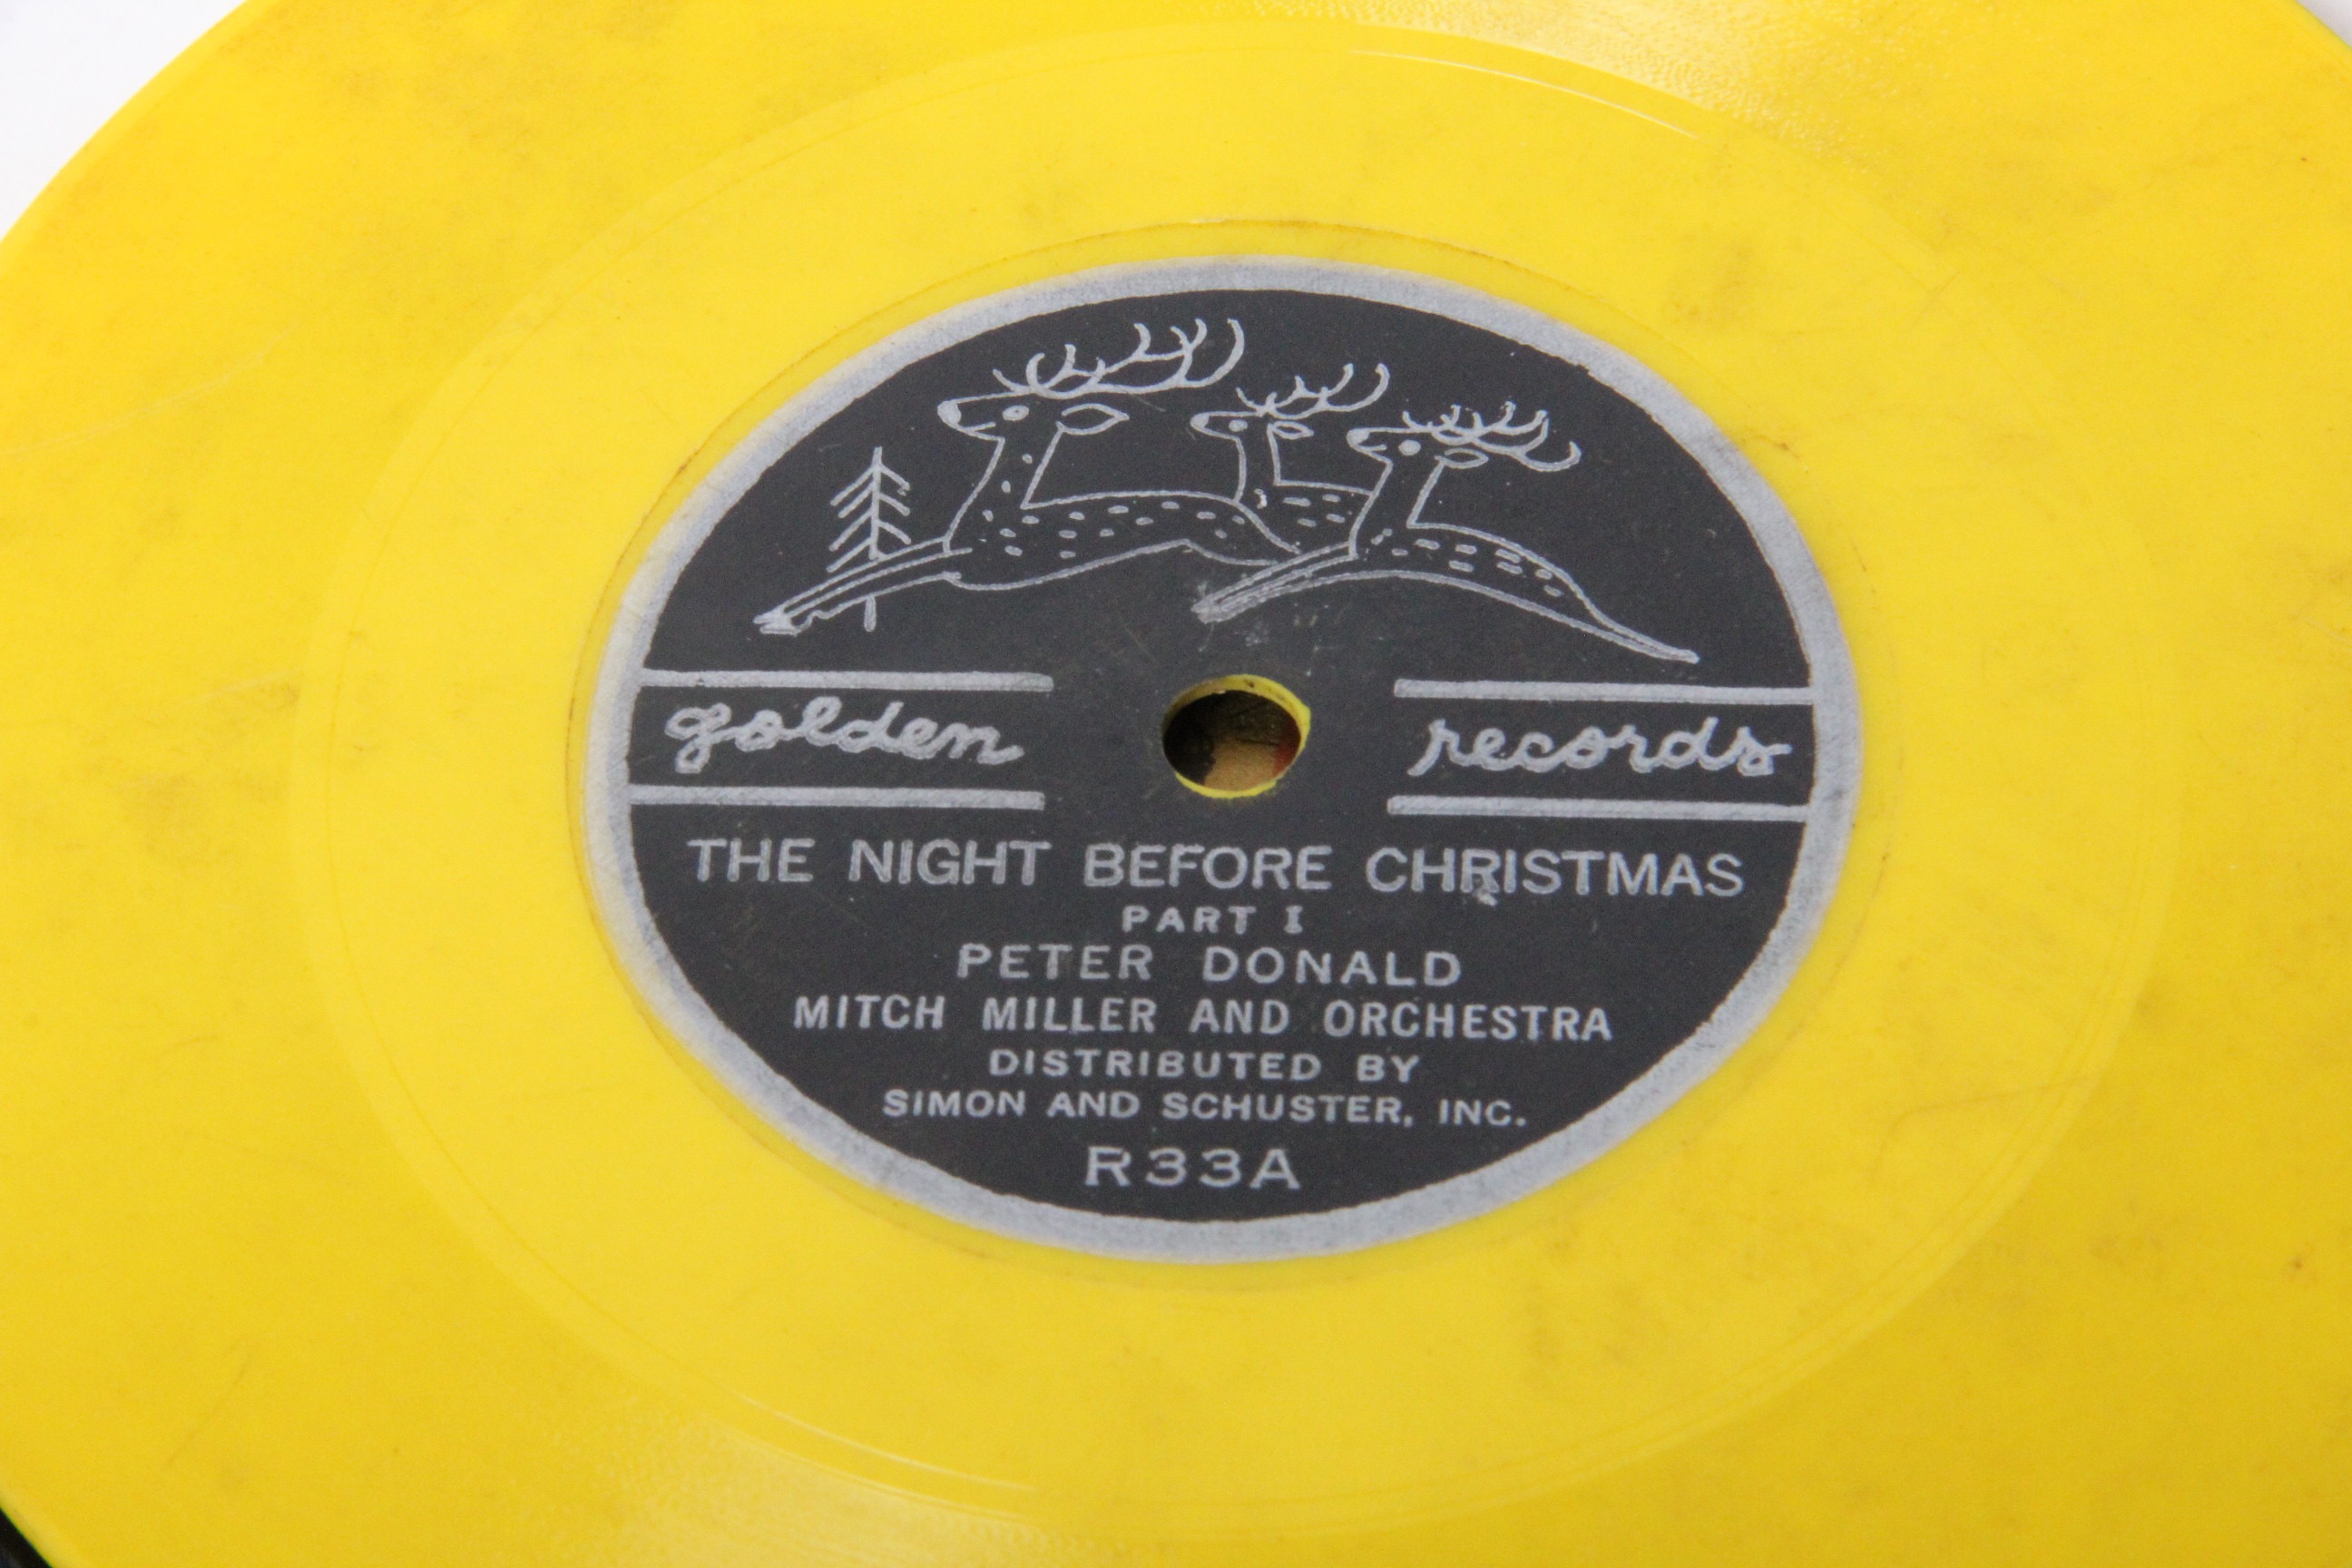 golden records
THE NIGHT BEFORE CHRISTMAS
PART I
PETER DONALD
MITCH MILLER AND ORCHESTRA
DISTRIBUTED BY
SIMON AND SCHUSTER, INC.
R33A